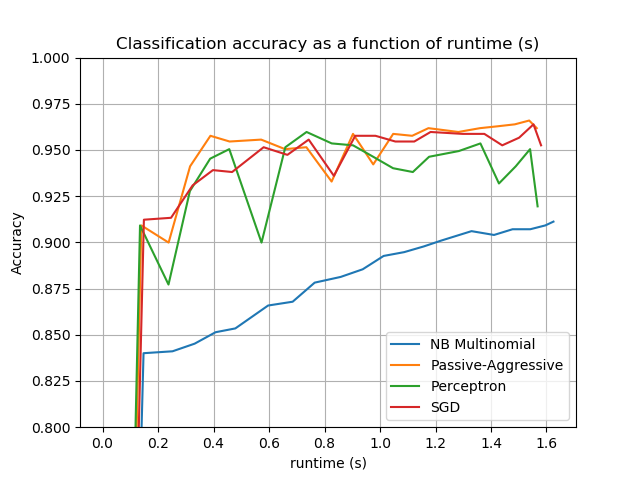 Classification accuracy as a function of runtime (s)
1.000
0.975
0.950
0.925
0.900
0.875
0.850
0.825
0.800
Accuracy
NB Multinomial
Passive-Aggressive
Perceptron
SGD
0.0 0.2 0.4 0.6 0.8 1.0 1.2 1.4 1.6
runtime (s)